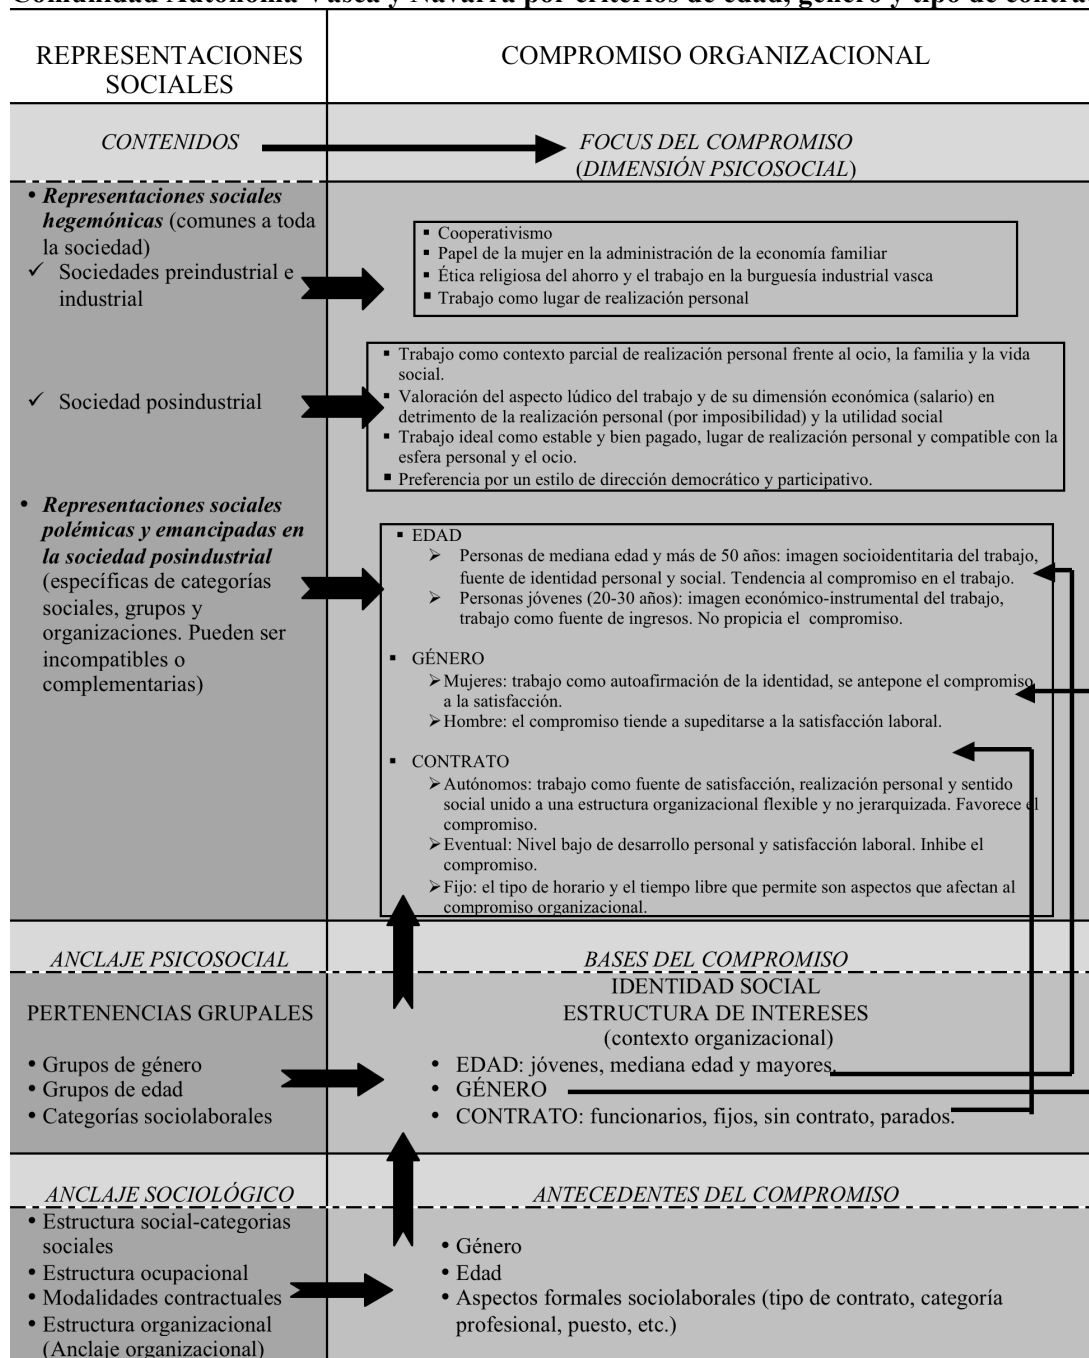 Comunidad Autónoma Vasca y Navarra por criterios de edad, género y tipo de contra
REPRESENTACIONES
SOCIALES
COMPROMISO ORGANIZACIONAL
CONTENIDOS
FOCUS DEL COMPROMISO
(DIMENSIÓN PSICOSOCIAL)
• Representaciones sociales
hegemónicas (comunes a toda
la sociedad)
✓ Sociedades preindustrial e
industrial
▪ Cooperativismo
▪ Papel de la mujer en la administración de la economía familiar
▪ Ética religiosa del ahorro y el trabajo en la burguesía industrial vasca
▪ Trabajo como lugar de realización personal
✓ Sociedad posindustrial
▪ Trabajo como contexto parcial de realización personal frente al ocio, la familia y la vida
social.
▪ Valoración del aspecto lúdico del trabajo y de su dimensión económica (salario) en
detrimento de la realización personal (por imposibilidad) y la utilidad social
▪ Trabajo ideal como estable y bien pagado, lugar de realización personal y compatible con la
esfera personal y el ocio.
▪ Preferencia por un estilo de dirección democrático y participativo.
• Representaciones sociales
polémicas y emancipadas en
la sociedad posindustrial
(específicas de categorías
sociales, grupos y
organizaciones. Pueden ser
incompatibles o
complementarias)
▪ EDAD
➢ Personas de mediana edad y más de 50 años: imagen socioidentitaria del trabajo,
fuente de identidad personal y social. Tendencia al compromiso en el trabajo.
➢ Personas jóvenes (20-30 años): imagen económico-instrumental del trabajo,
trabajo como fuente de ingresos. No propicia el compromiso.
▪ GÉNERO
➢ Mujeres: trabajo como autoafirmación de la identidad, se antepone el compromiso
a la satisfacción.
➢ Hombre: el compromiso tiende a supeditarse a la satisfacción laboral.
▪ CONTRATO
➢ Autónomos: trabajo como fuente de satisfacción, realización personal y sentido
social unido a una estructura organizacional flexible y no jerarquizada. Favorece el
compromiso.
➢ Eventual: Nivel bajo de desarrollo personal y satisfacción laboral. Inhibe el
compromiso.
➢ Fijo: el tipo de horario y el tiempo libre que permite son aspectos que afectan al
compromiso organizacional.
ANCLAJE PSICOSOCIAL
BASES DEL COMPROMISO
PERTENENCIAS GRUPALES
• Grupos de género
• Grupos de edad
• Categorías sociolaborales
IDENTIDAD SOCIAL
ESTRUCTURA DE INTERESES
(contexto organizacional)
• EDAD: jóvenes, mediana edad y mayores.
• GÉNERO
• CONTRATO: funcionarios, fijos, sin contrato, parados.
ANCLAJE SOCIOLÓGICO
ANTECEDENTES DEL COMPROMISO
• Estructura social-categorias
sociales
• Estructura ocupacional
• Modalidades contractuales
• Estructura organizacional
(Anclaje organizacional)
• Género
• Edad
• Aspectos formales sociolaborales (tipo de contrato, categoría
profesional, puesto, etc.)